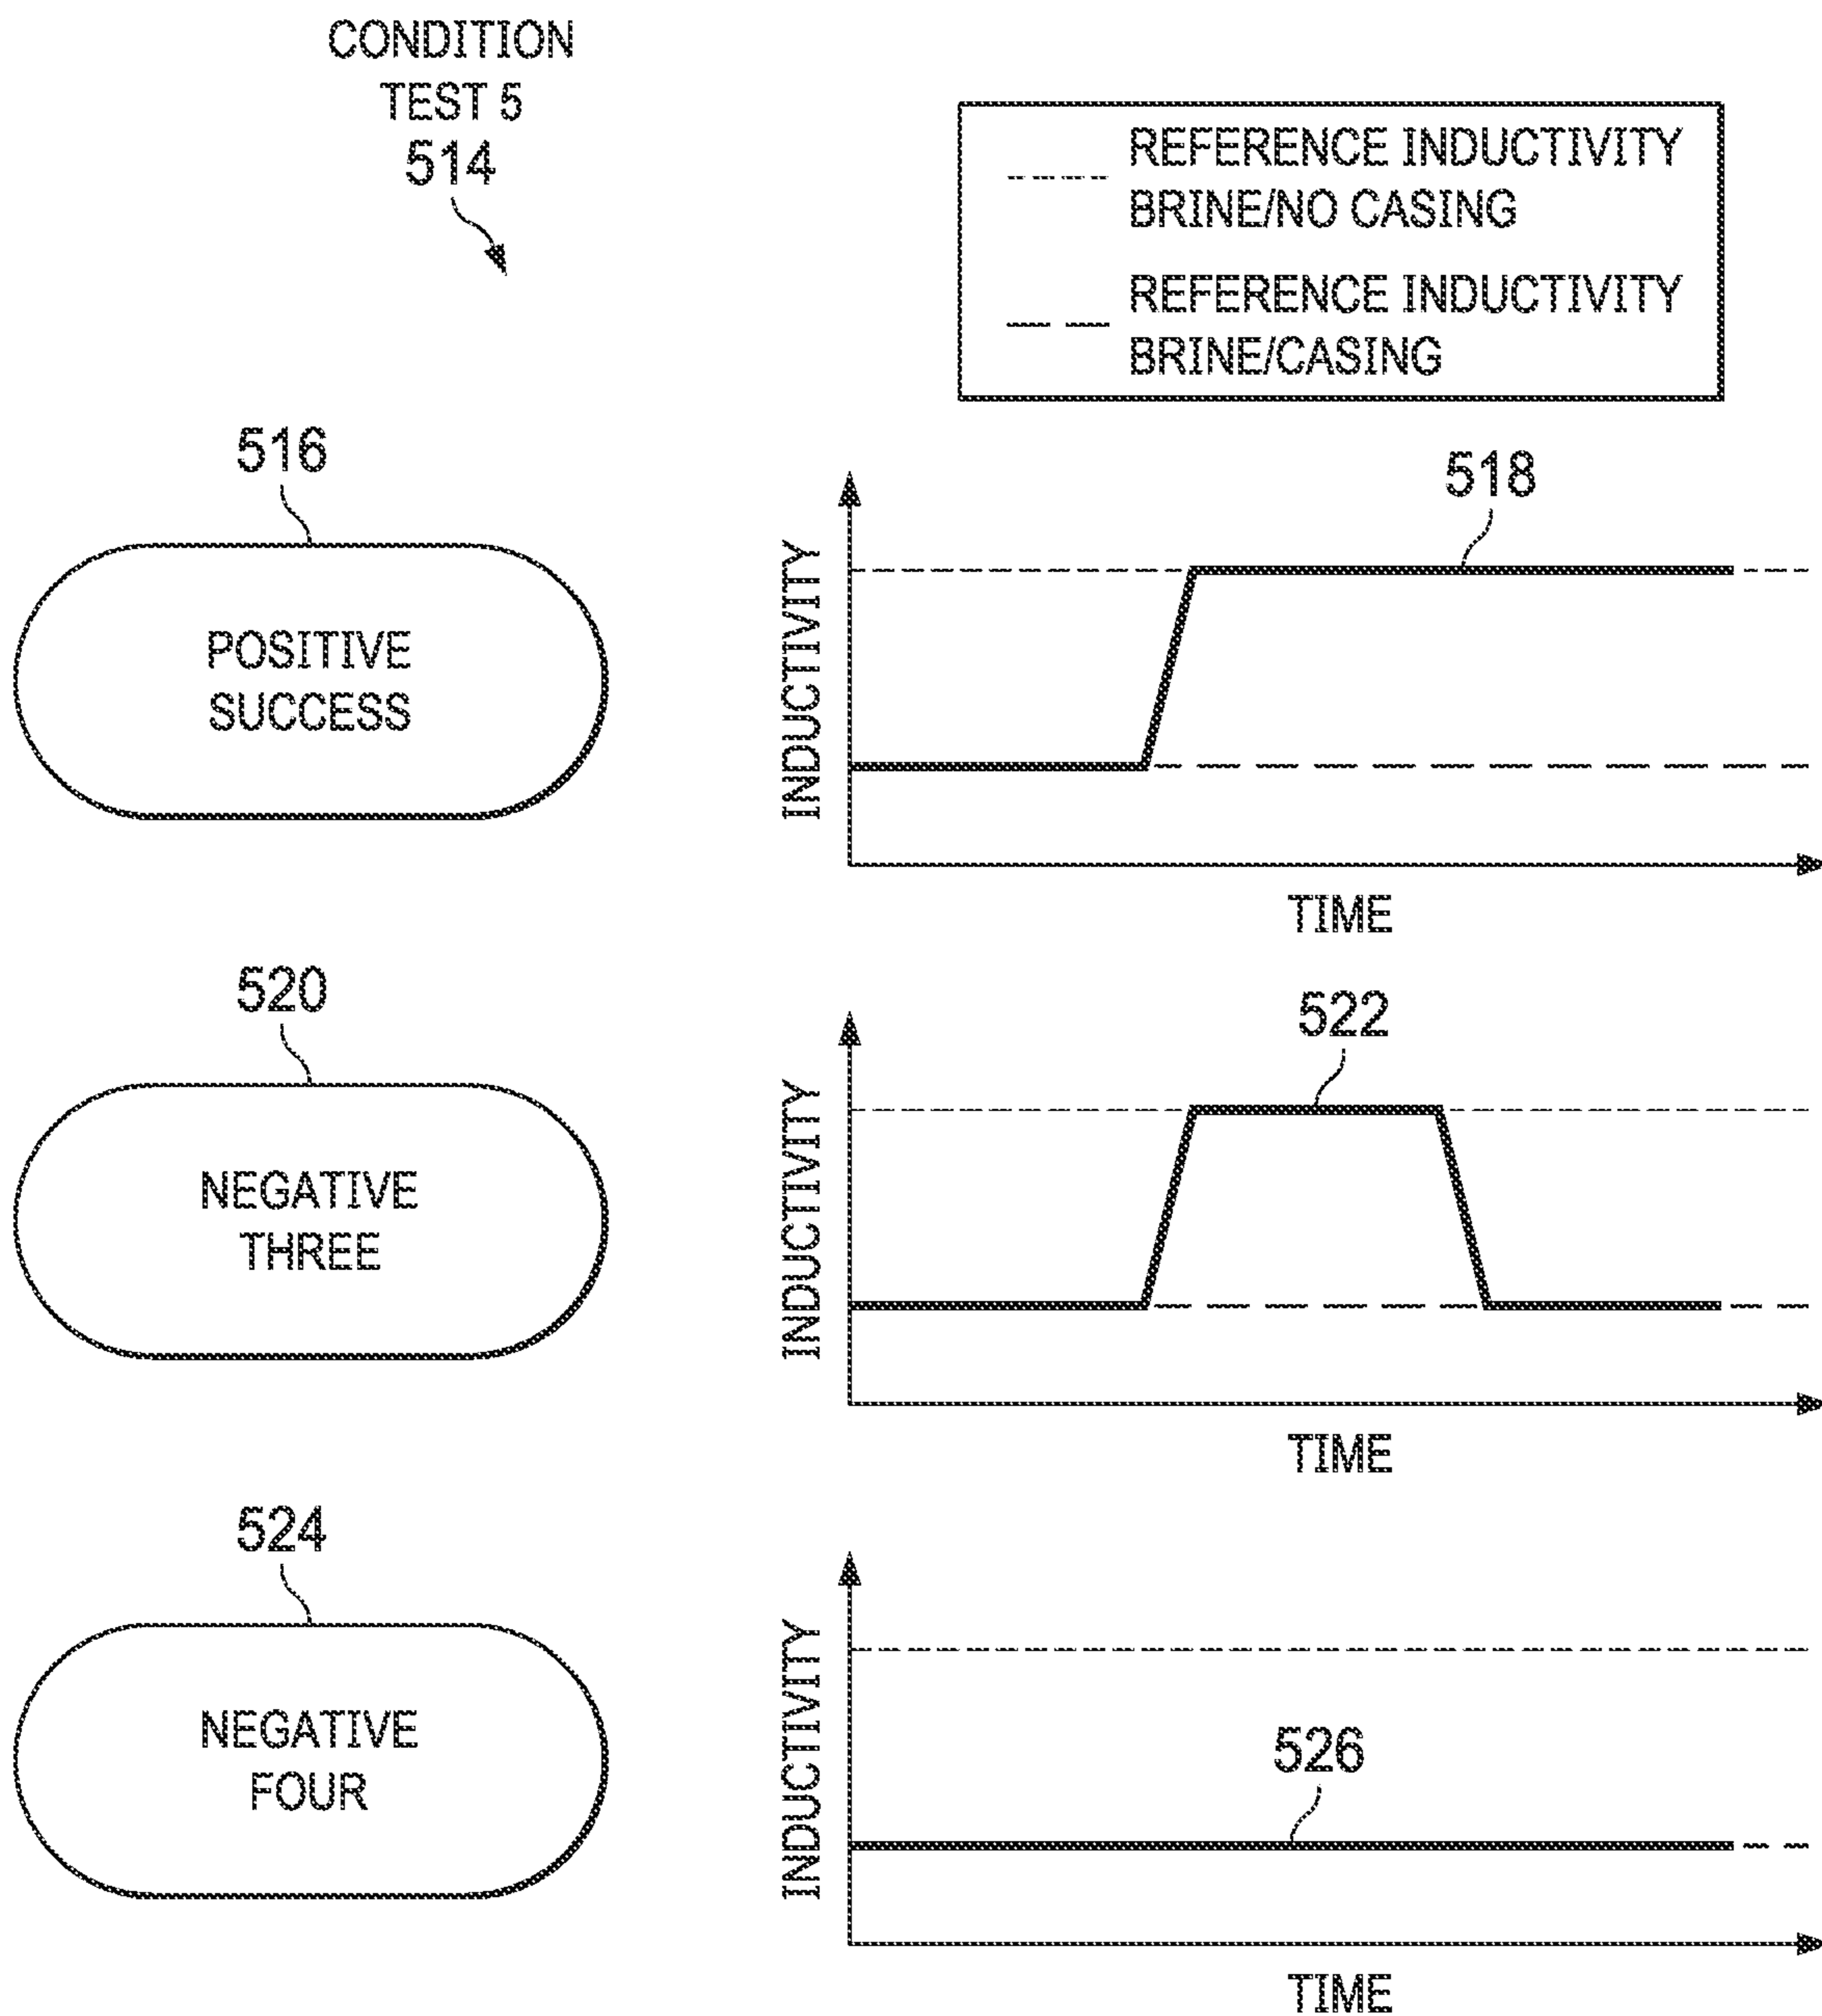 CONDITION
TEST 5
514
REFERENCE INDUCTIVITY
BRINE/NO CASING
REFERENCE INDUCTIVITY
BRINE/CASING
516
POSITIVE
SUCCESS
INDUCTIVITY
518
TIME
520
NEGATIVE
THREE
INDUCTIVITY
522
TIME
524
NEGATIVE
FOUR
INDUCTIVITY
526
TIME